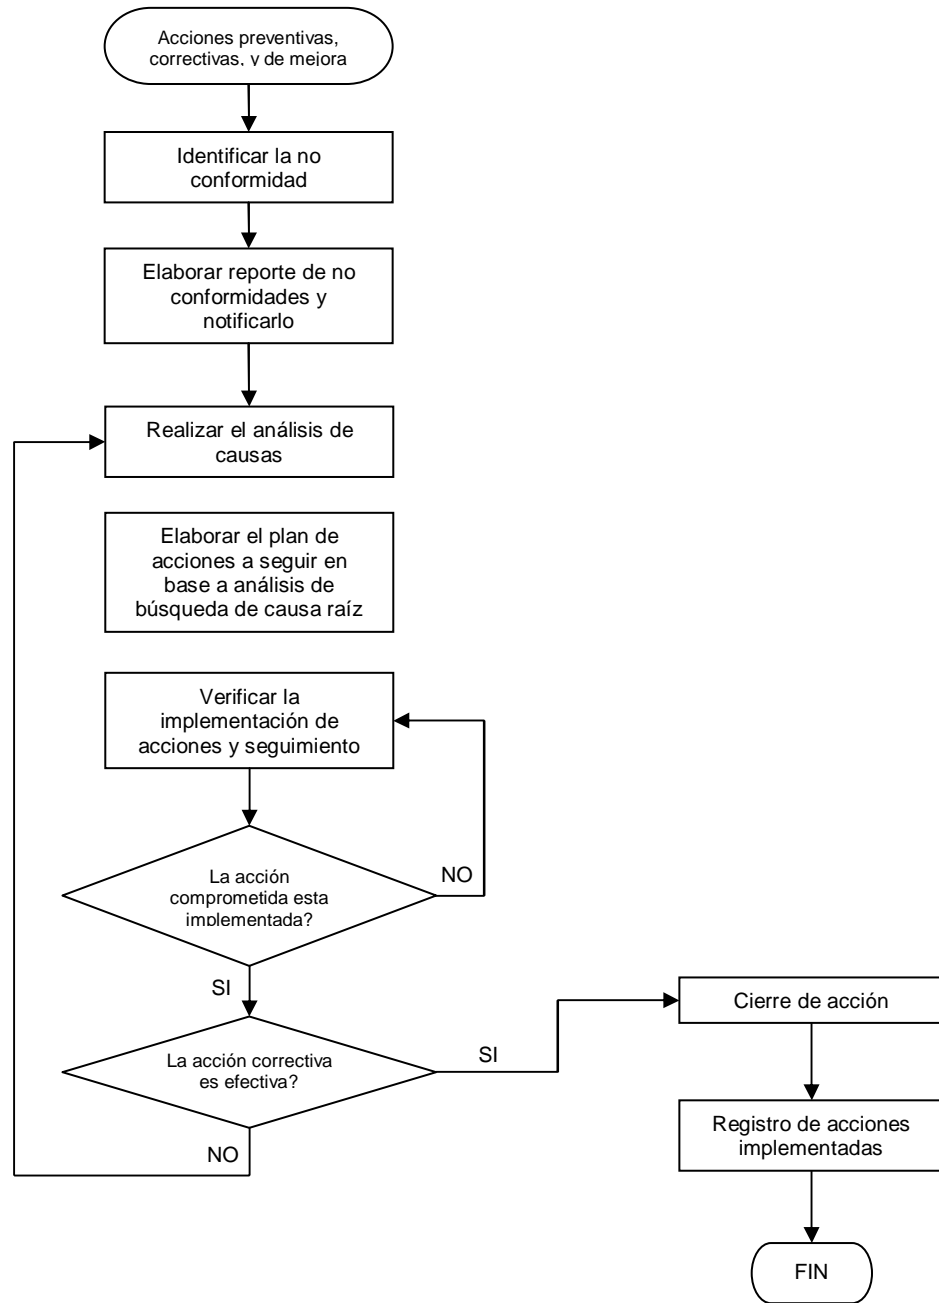 Acciones preventivas,
correctivas, y de mejora
Identificar la no
conformidad
Elaborar reporte de no
conformidades y
notificarlo
Realizar el análisis de
causas
Elaborar el plan de
acciones a seguir en
base a análisis de
búsqueda de causa raíz
Verificar la
implementación de
acciones y seguimiento
La acción
comprometida esta
implementada?
NO
SI
La acción correctiva
es efectiva?
SI
NO
Cierre de acción
Registro de acciones
implementadas
FIN